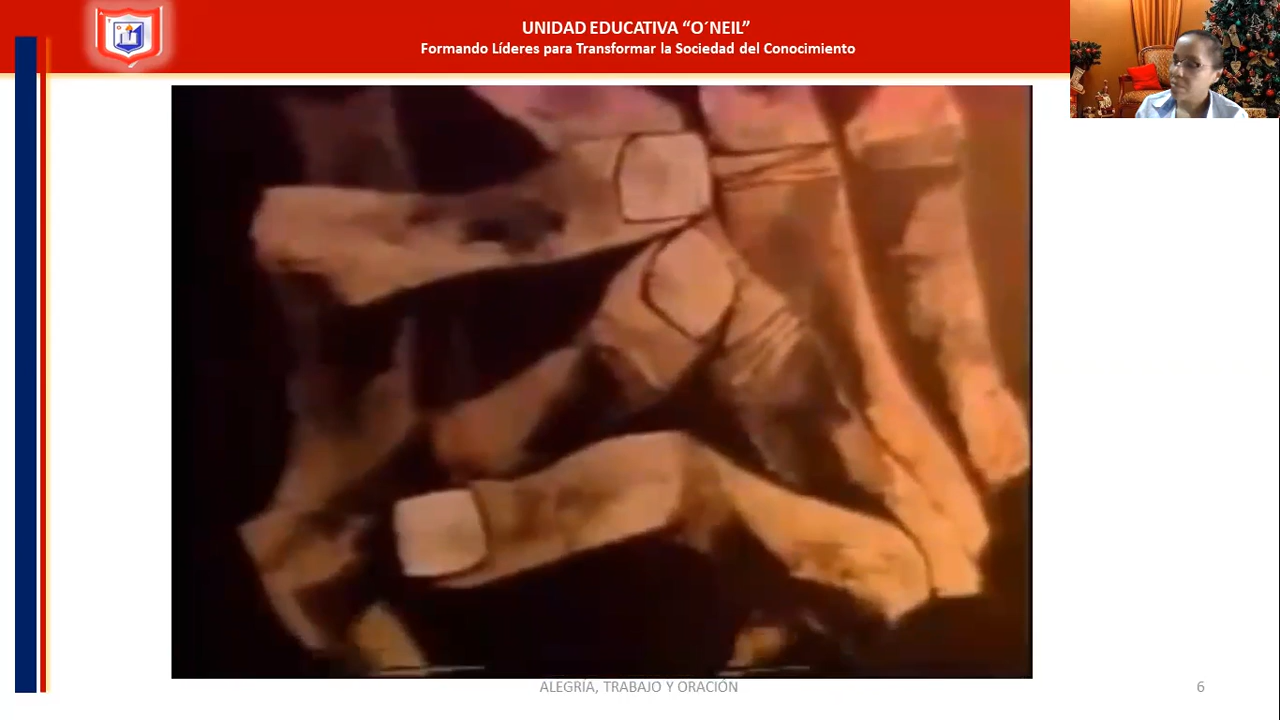 UNIDAD EDUCATIVA “O´NEIL”
Formando Líderes para Transformar la Sociedad del Conocimiento
ALEGRÍA, TRABAJO Y ORACIÓN
6